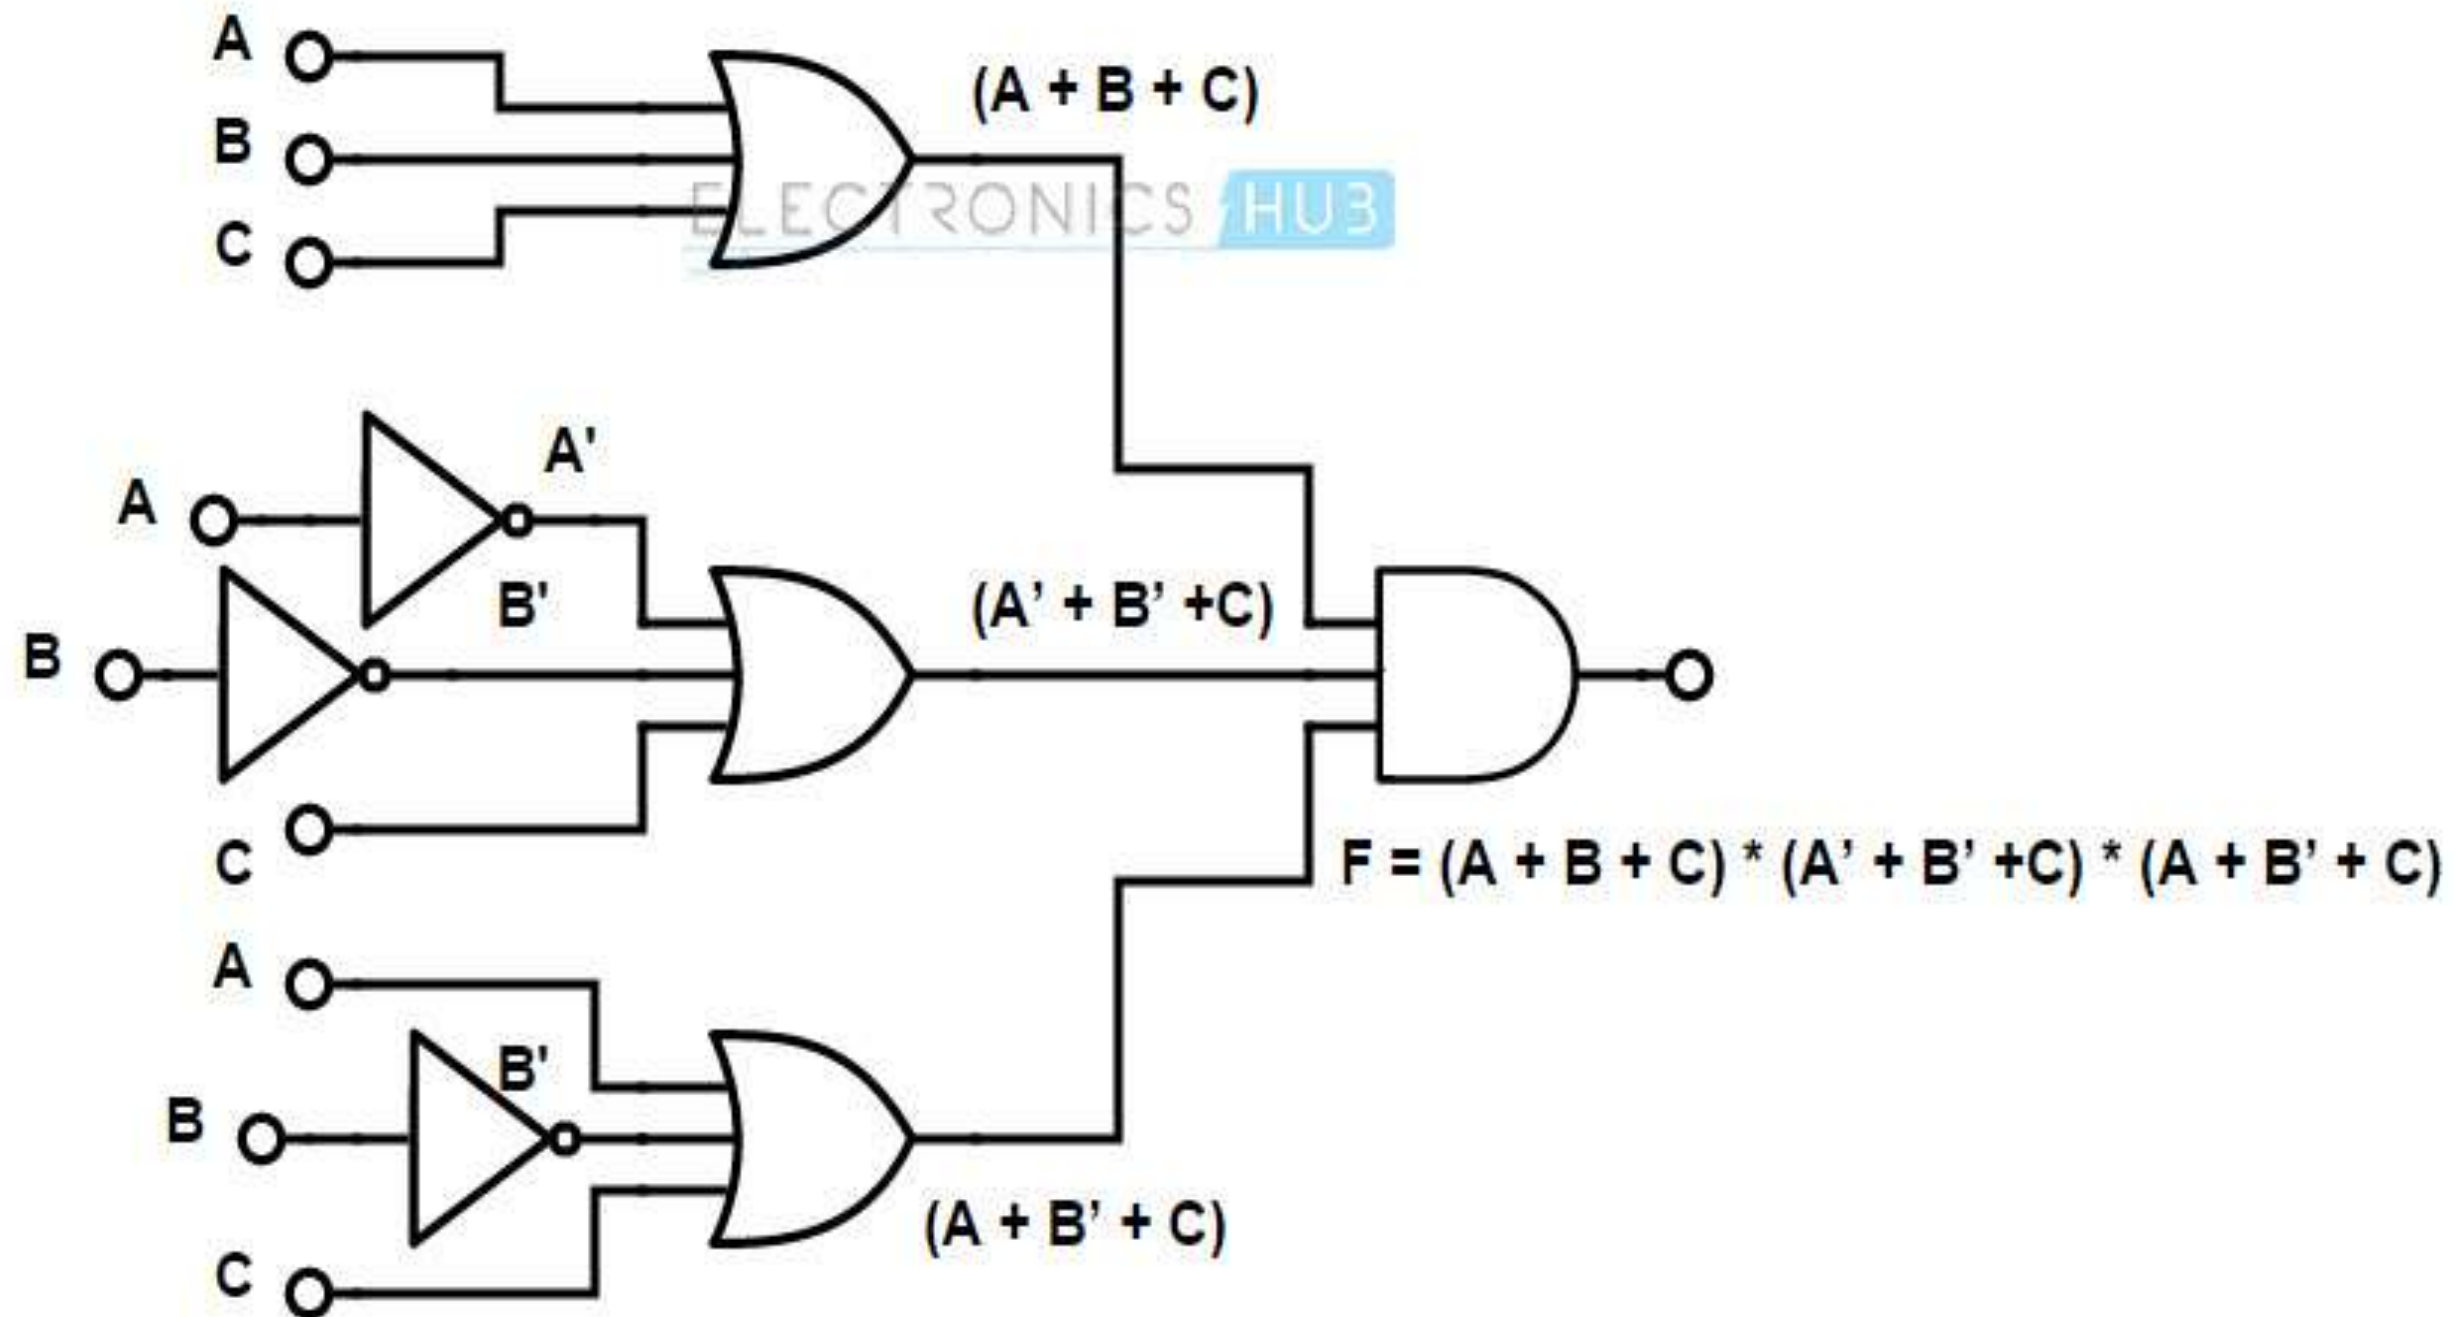 A
(A + B + C)
B
ELECTRONICS HUB
C
A'
A
B'
(A’ + B’ +C)
B
C
F = (A + B + C) * (A’ + B’ +C) * (A + B’ + C)
A
B'
B
(A + B’ + C)
C